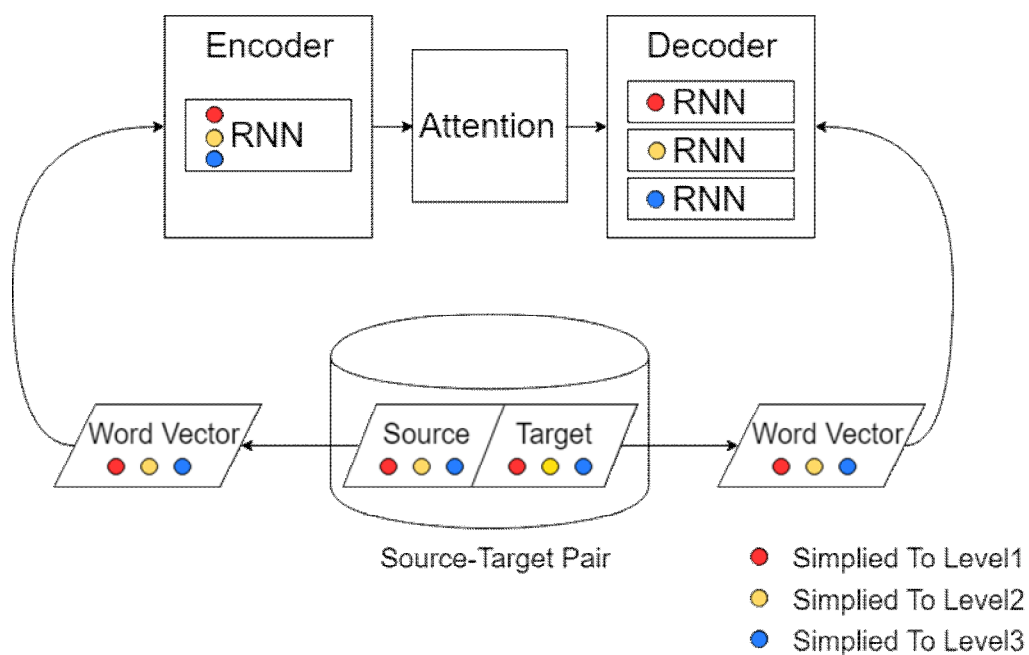 Encoder
RNN
Attention
Decoder
RNN
RNN
RNN
Word Vector
Source
Target
Word Vector
Source-Target Pair
Simplied To Level1
Simplied To Level2
Simplied To Level3